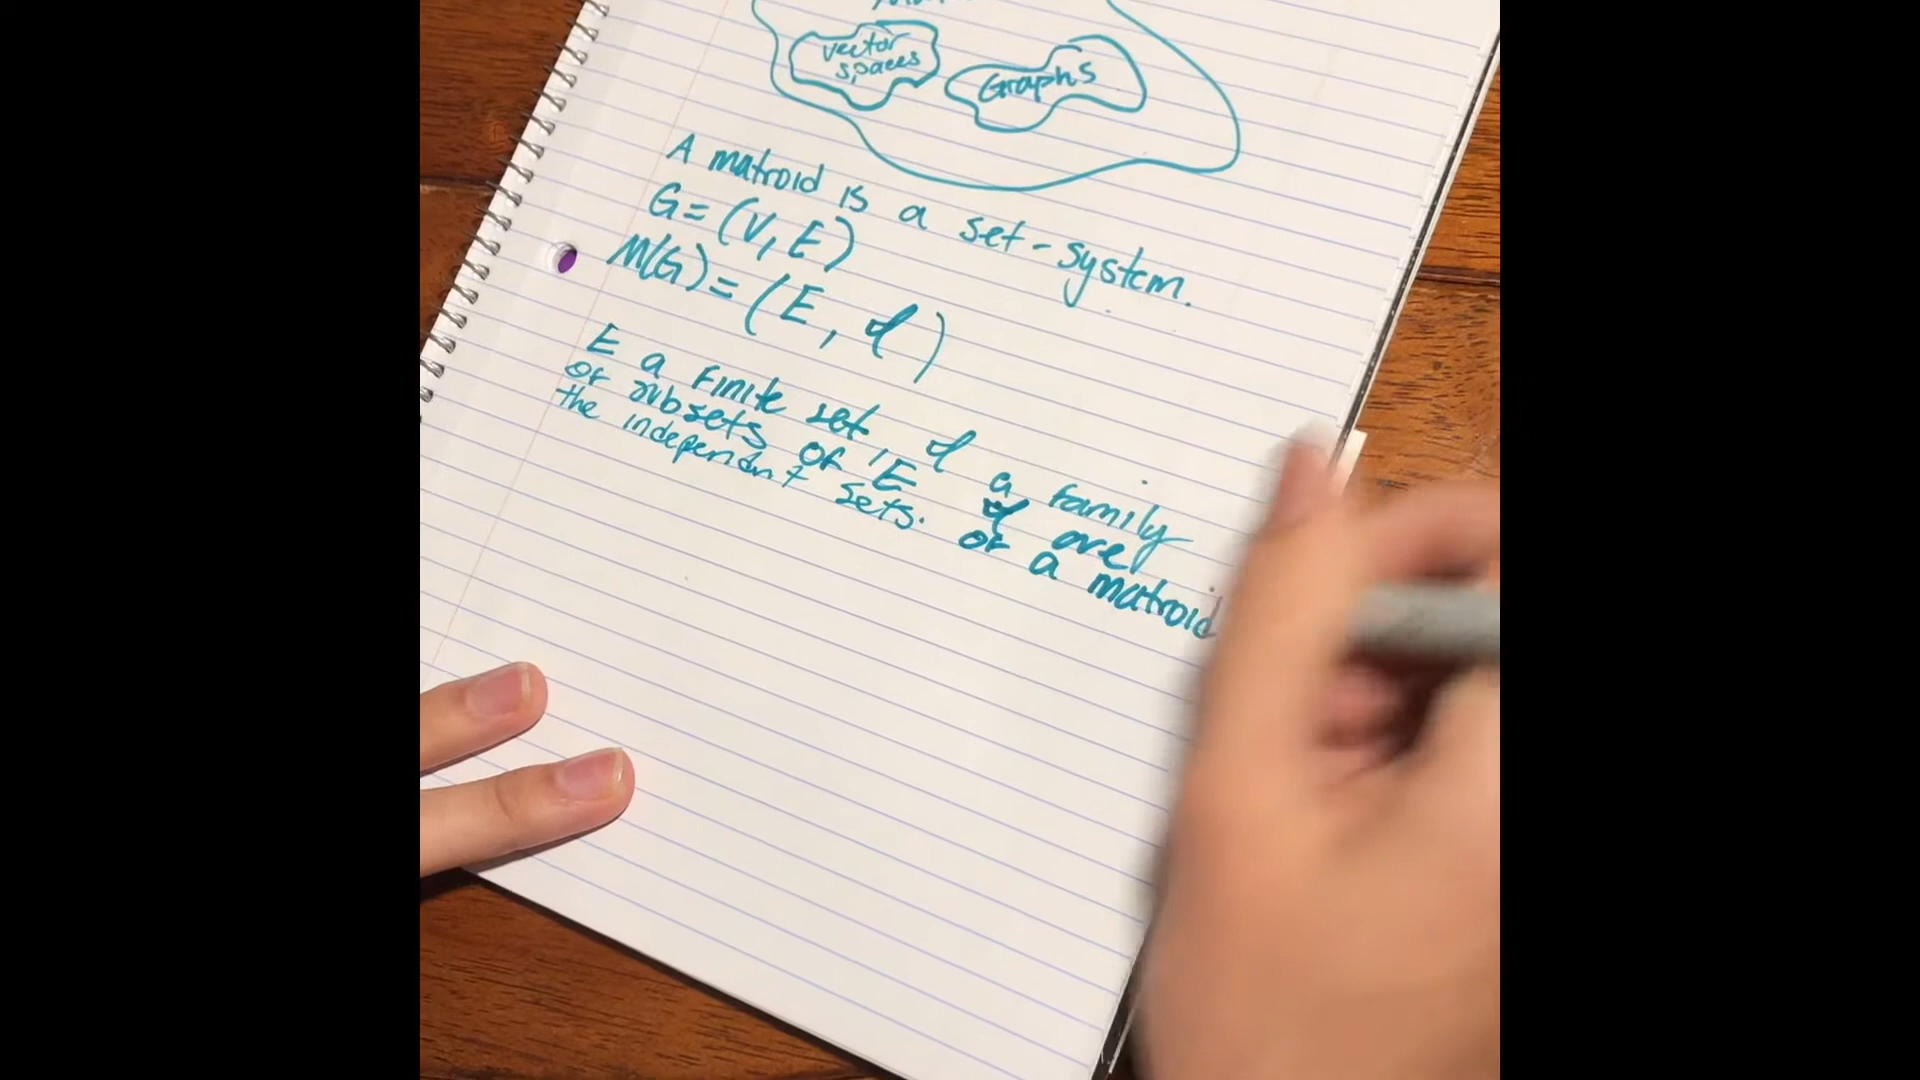 vector
spaces
Graphs
A matroid is a set-system.
G = (V, E)
M(G) = (E, ℐ)
E a finite set, ℐ a family
of subsets of E ℐ are
the independent sets. of a matroid